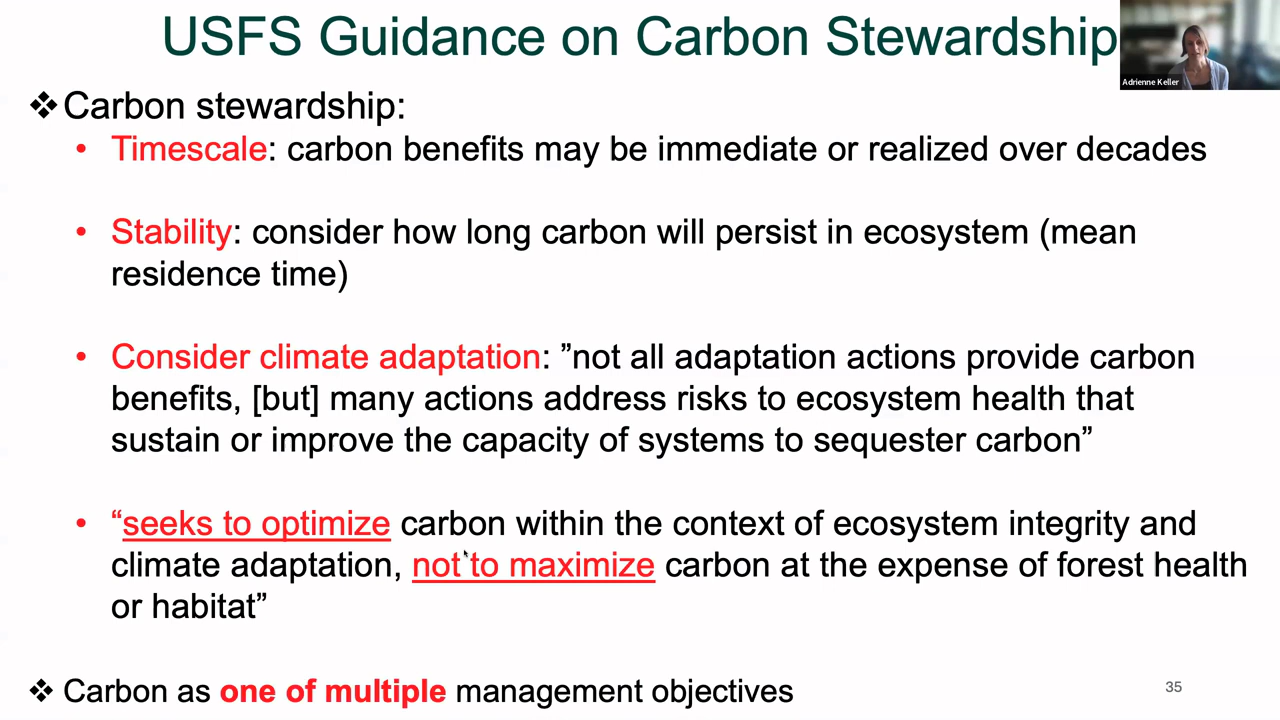 USFS Guidance on Carbon Stewardship
Adrienne Keller
❖Carbon stewardship:
• Timescale: carbon benefits may be immediate or realized over decades
• Stability: consider how long carbon will persist in ecosystem (mean
residence time)
• Consider climate adaptation: ”not all adaptation actions provide carbon
benefits, [but] many actions address risks to ecosystem health that
sustain or improve the capacity of systems to sequester carbon”
• “seeks to optimize carbon within the context of ecosystem integrity and
climate adaptation, not to maximize carbon at the expense of forest health
or habitat”
❖ Carbon as one of multiple management objectives
35